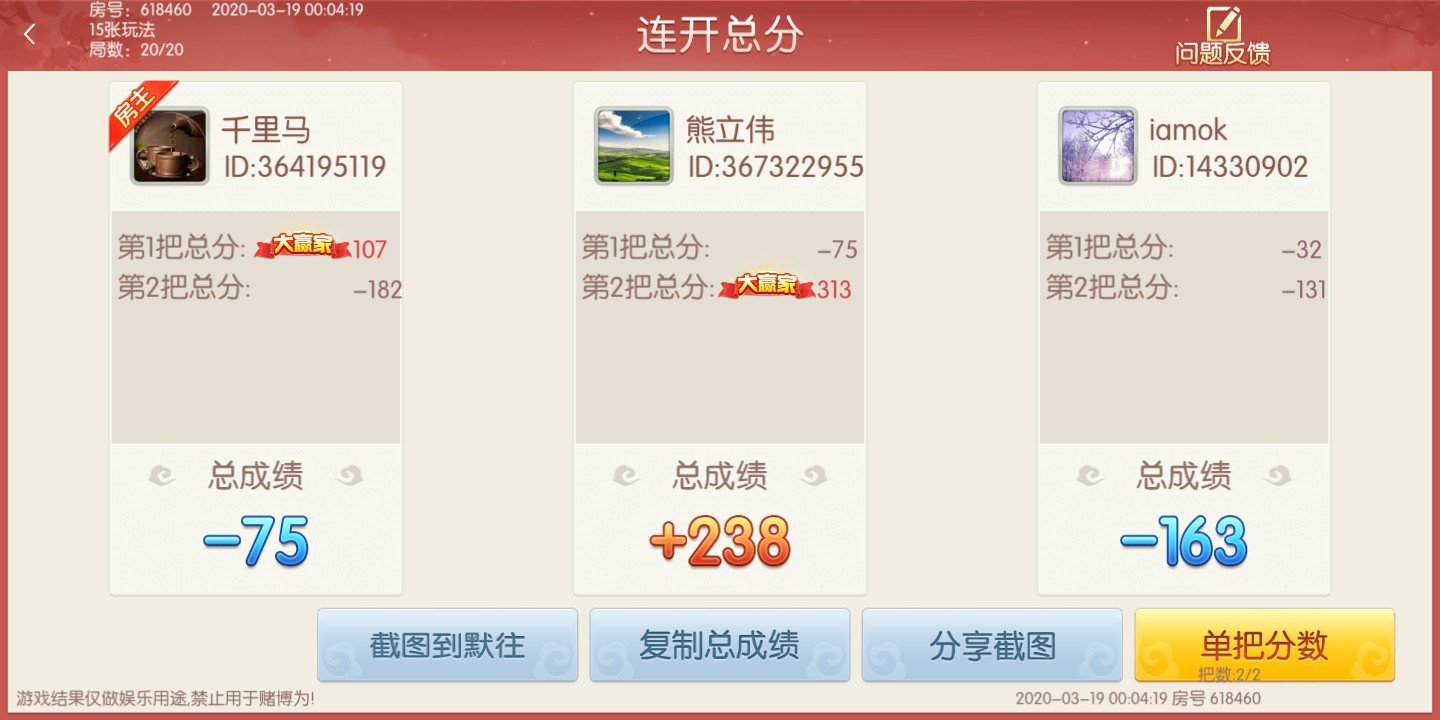 房号: 618460 2020-03-19 00:04:19
15张玩法
局数: 20/20
连开总分
问题反馈
房主
千里马
ID:364195119
第1把总分: 大赢家 107
第2把总分: -182
总成绩
-75
熊立伟
ID:367322955
第1把总分: -75
第2把总分: 大赢家 313
总成绩
+238
iamok
ID:14330902
第1把总分: -32
第2把总分: -131
总成绩
-163
截图到默往
复制总成绩
分享截图
单把分数
把数:2/2
游戏结果仅做娱乐用途,禁止用于赌博为!
2020-03-19 00:04:19 房号 618460